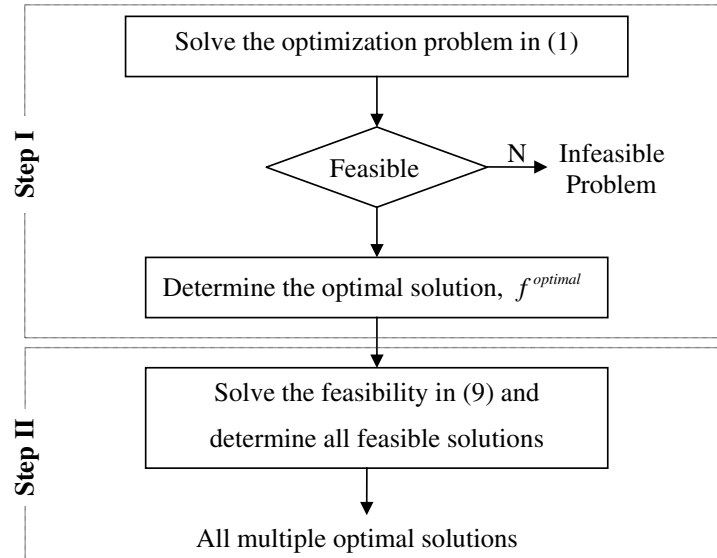 Step I
Solve the optimization problem in (1)
Feasible
N
Infeasible
Problem
Determine the optimal solution, f^optimal
Step II
Solve the feasibility in (9) and
determine all feasible solutions
All multiple optimal solutions